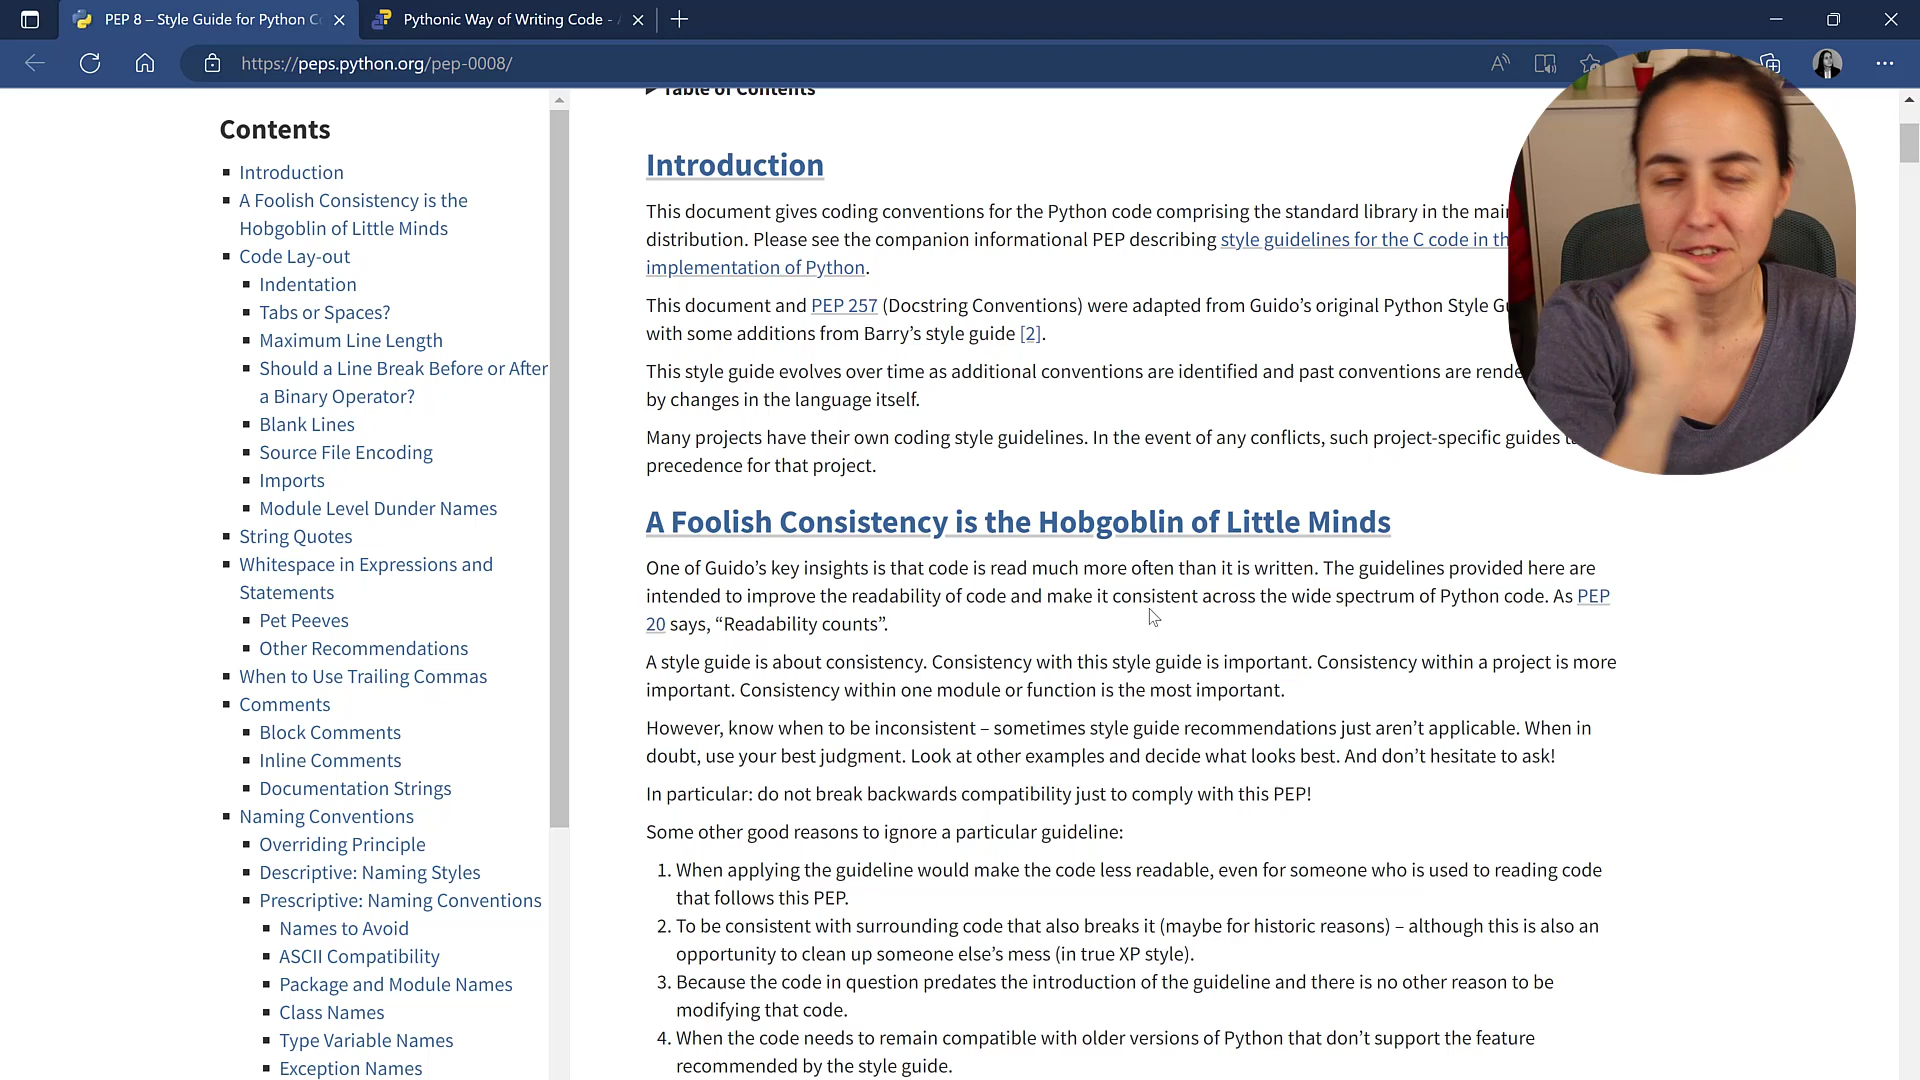 PEP 8 – Style Guide for Python C
Pythonic Way of Writing Code -
https://peps.python.org/pep-0008/
Contents
Introduction
A Foolish Consistency is the
Hobgoblin of Little Minds
Code Lay-out
Indentation
Tabs or Spaces?
Maximum Line Length
Should a Line Break Before or After
a Binary Operator?
Blank Lines
Source File Encoding
Imports
Module Level Dunder Names
String Quotes
Whitespace in Expressions and
Statements
Pet Peeves
Other Recommendations
When to Use Trailing Commas
Comments
Block Comments
Inline Comments
Documentation Strings
Naming Conventions
Overriding Principle
Descriptive: Naming Styles
Prescriptive: Naming Conventions
Names to Avoid
ASCII Compatibility
Package and Module Names
Class Names
Type Variable Names
Exception Names
Table of Contents
Introduction
This document gives coding conventions for the Python code comprising the standard library in the mai
distribution. Please see the companion informational PEP describing style guidelines for the C code in th
implementation of Python.
This document and PEP 257 (Docstring Conventions) were adapted from Guido’s original Python Style G
with some additions from Barry’s style guide [2].
This style guide evolves over time as additional conventions are identified and past conventions are rend
by changes in the language itself.
Many projects have their own coding style guidelines. In the event of any conflicts, such project-specific guides
precedence for that project.
A Foolish Consistency is the Hobgoblin of Little Minds
One of Guido’s key insights is that code is read much more often than it is written. The guidelines provided here are
intended to improve the readability of code and make it consistent across the wide spectrum of Python code. As PEP
20 says, “Readability counts”.
A style guide is about consistency. Consistency with this style guide is important. Consistency within a project is more
important. Consistency within one module or function is the most important.
However, know when to be inconsistent – sometimes style guide recommendations just aren’t applicable. When in
doubt, use your best judgment. Look at other examples and decide what looks best. And don’t hesitate to ask!
In particular: do not break backwards compatibility just to comply with this PEP!
Some other good reasons to ignore a particular guideline:
1. When applying the guideline would make the code less readable, even for someone who is used to reading code
that follows this PEP.
2. To be consistent with surrounding code that also breaks it (maybe for historic reasons) – although this is also an
opportunity to clean up someone else’s mess (in true XP style).
3. Because the code in question predates the introduction of the guideline and there is no other reason to be
modifying that code.
4. When the code needs to remain compatible with older versions of Python that don’t support the feature
recommended by the style guide.